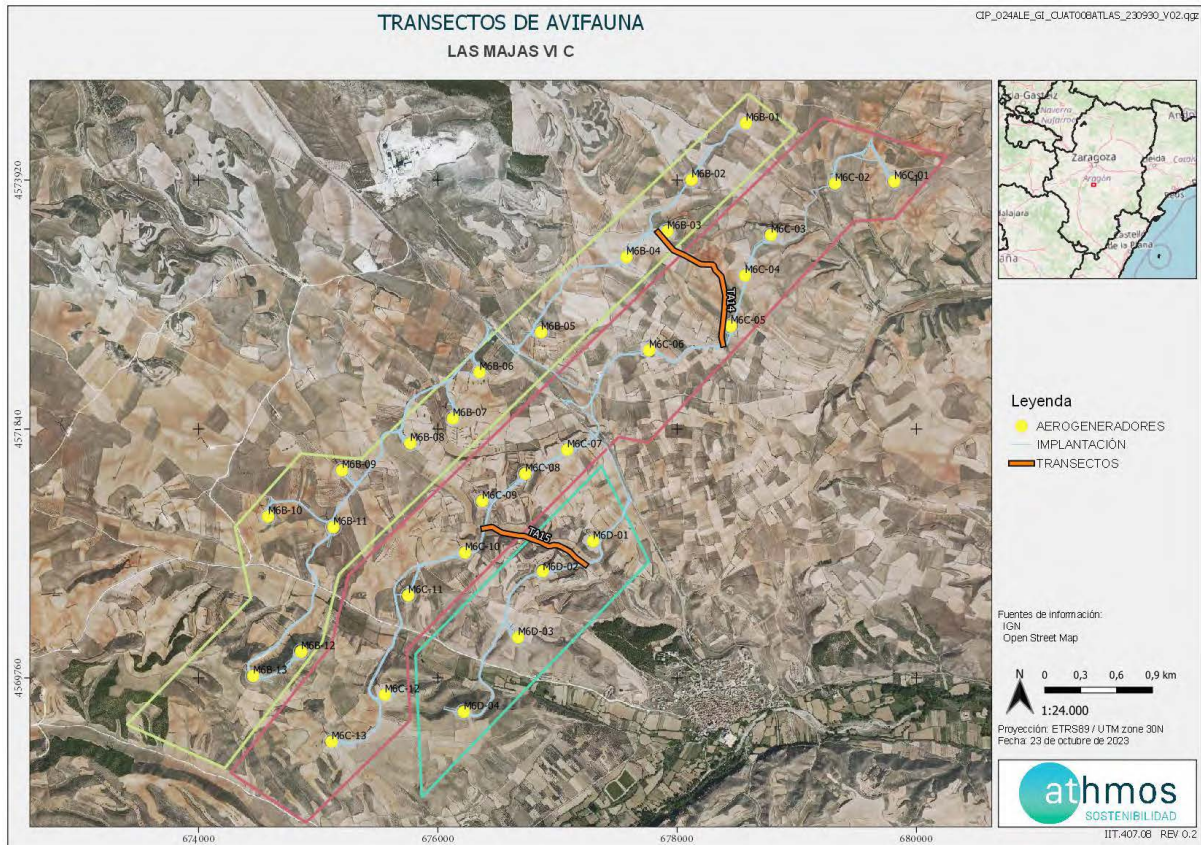 TRANSECTOS DE AVIFAUNA
LAS MAJAS VI C
CIP_024ALE_GI_CUAT008ATLAS_230930_V02.qgz
M6B-01
M6B-02
M6C-02
M6C-01
M6B-03
M6C-03
M6B-04
M6C-04
TA14
M6C-05
M6B-05
M6C-06
M6B-06
M6B-07
M6B-08
M6C-07
M6B-09
M6C-08
M6C-09
M6B-10
M6B-11
TA15
M6D-01
M6C-10
M6D-02
M6C-11
M6D-03
M6B-12
M6B-13
M6C-12
M6D-04
M6C-13
4573920
4571840
4569760
674000
676000
678000
680000
Navarra
Nafarroa
Zaragoza
Aragón
Leyenda
AEROGENERADORES
IMPLANTACIÓN
TRANSECTOS
Fuentes de información:
IGN
Open Street Map
N
0 0,3 0,6 0,9 km
1:24.000
Proyección: ETRS89 / UTM zone 30N
Fecha: 23 de octubre de 2023
athmos
SOSTENIBILIDAD
IIT.407.08 REV 0.2